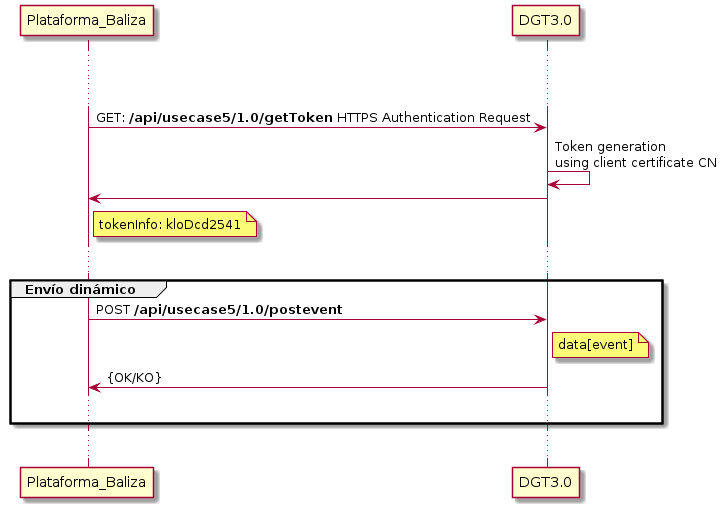 Plataforma_Baliza DGT3.0
GET: /api/usecase5/1.0/getToken HTTPS Authentication Request
Token generation
using client certificate CN
tokenInfo: kloDcd2541
Envío dinámico
POST /api/usecase5/1.0/postevent
data[event]
{OK/KO}
Plataforma_Baliza DGT3.0